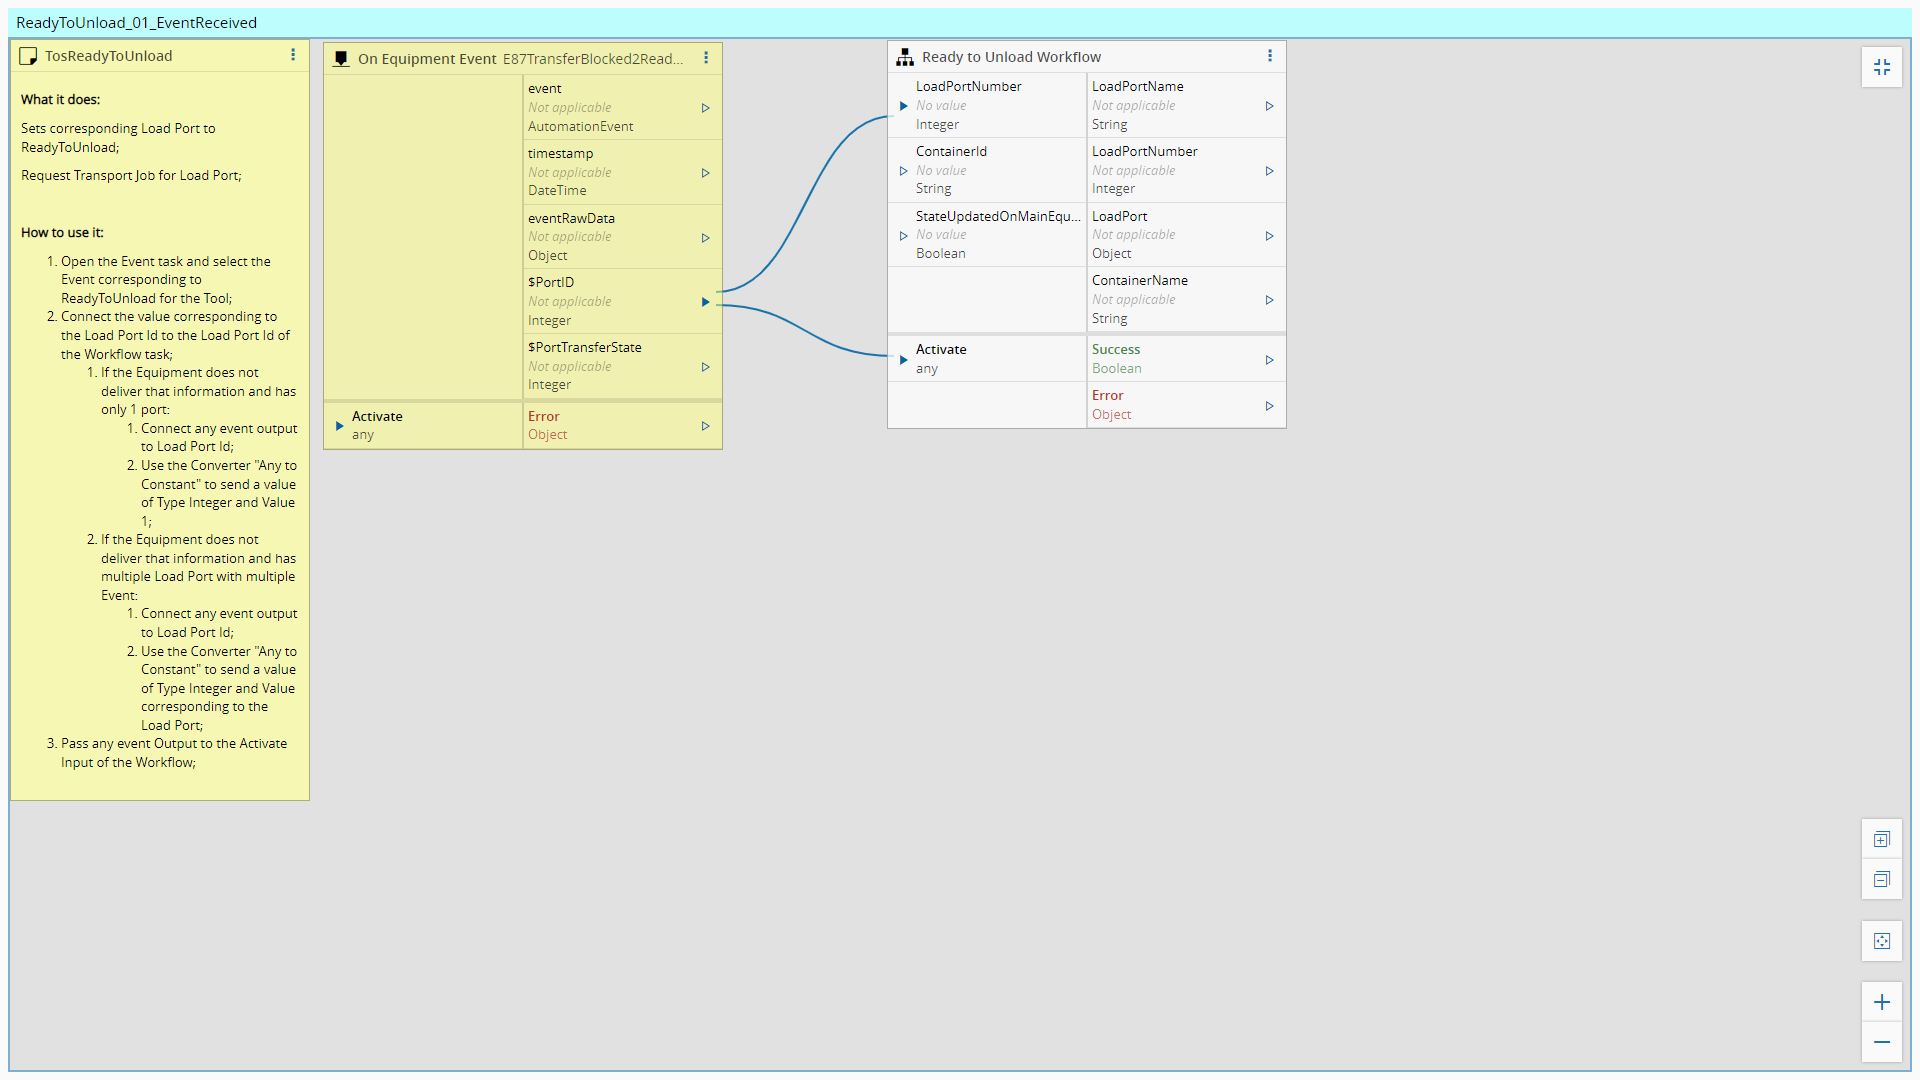 ReadyToUnload_01_EventReceived
TosReadyToUnload
What it does:
Sets corresponding Load Port to
ReadyToUnload;
Request Transport Job for Load Port;
How to use it:
1. Open the Event task and select the
Event corresponding to
ReadyToUnload for the Tool;
2. Connect the value corresponding to
the Load Port Id to the Load Port Id of
the Workflow task;
1. If the Equipment does not
deliver that information and has
only 1 port:
1. Connect any event output
to Load Port Id;
2. Use the Converter "Any to
Constant" to send a value
of Type Integer and Value
1;
2. If the Equipment does not
deliver that information and has
multiple Load Port with multiple
Event:
1. Connect any event output
to Load Port Id;
2. Use the Converter "Any to
Constant" to send a value
of Type Integer and Value
corresponding to the
Load Port;
3. Pass any event Output to the Activate
Input of the Workflow;
On Equipment Event E87TransferBlocked2Read...
event
Not applicable
AutomationEvent
timestamp
Not applicable
DateTime
eventRawData
Not applicable
Object
$PortID
Not applicable
Integer
$PortTransferState
Not applicable
Integer
Activate
any
Error
Object
Ready to Unload Workflow
LoadPortNumber
No value
Integer
ContainerId
No value
String
StateUpdatedOnMainEqu...
No value
Boolean
LoadPortName
Not applicable
String
LoadPortNumber
Not applicable
Integer
LoadPort
Not applicable
Object
ContainerName
Not applicable
String
Activate
any
Success
Boolean
Error
Object